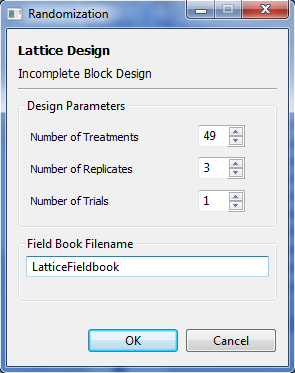 Randomization
Lattice Design
Incomplete Block Design
Design Parameters
Number of Treatments 49
Number of Replicates 3
Number of Trials 1
Field Book Filename
LatticeFieldbook
OK Cancel